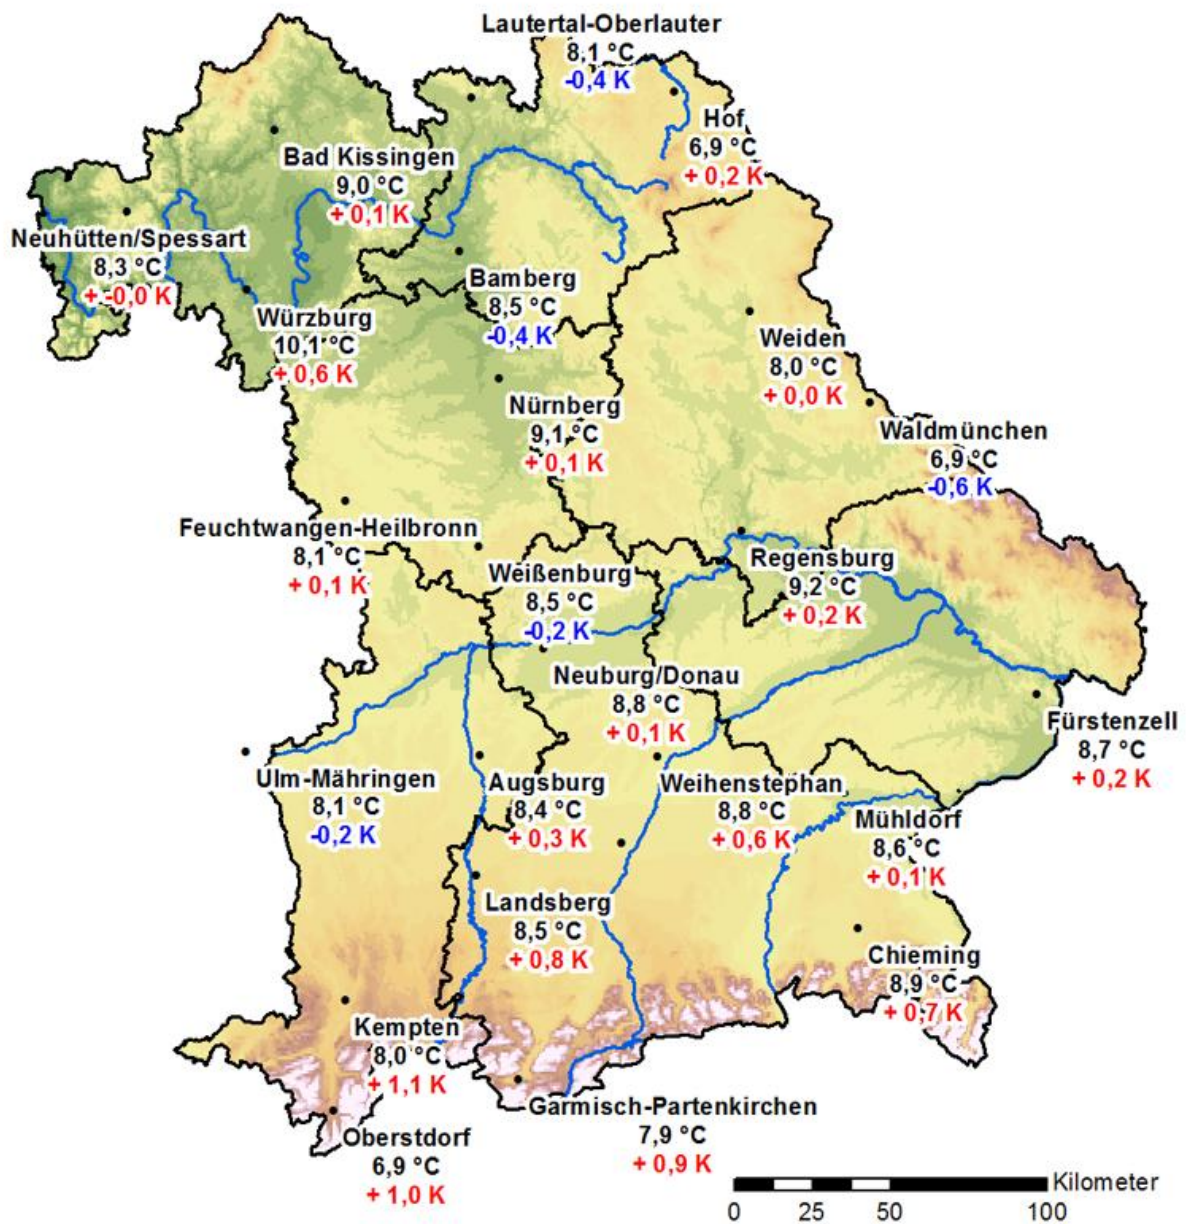 Lautertal-Oberlauter
8,1 °C
-0,4 K
Hof
6,9 °C
+ 0,2 K
Bad Kissingen
9,0 °C
+ 0,1 K
Neuhütten/Spessart
8,3 °C
+ -0,0 K
Bamberg
8,5 °C
-0,4 K
Würzburg
10,1 °C
+ 0,6 K
Weiden
8,0 °C
+ 0,0 K
Nürnberg
9,1 °C
+ 0,1 K
Waldmünchen
6,9 °C
-0,6 K
Feuchtwangen-Heilbronn
8,1 °C
+ 0,1 K
Weißenburg
8,5 °C
-0,2 K
Regensburg
9,2 °C
+ 0,2 K
Neuburg/Donau
8,8 °C
+ 0,1 K
Fürstenzell
8,7 °C
+ 0,2 K
Ulm-Mähringen
8,1 °C
-0,2 K
Augsburg
8,4 °C
+ 0,3 K
Weihenstephan
8,8 °C
+ 0,6 K
Mühldorf
8,6 °C
+ 0,1 K
Landsberg
8,5 °C
+ 0,8 K
Chieming
8,9 °C
+ 0,7 K
Kempten
8,0 °C
+ 1,1 K
Garmisch-Partenkirchen
7,9 °C
+ 0,9 K
Oberstdorf
6,9 °C
+ 1,0 K
Kilometer
0 25 50 100